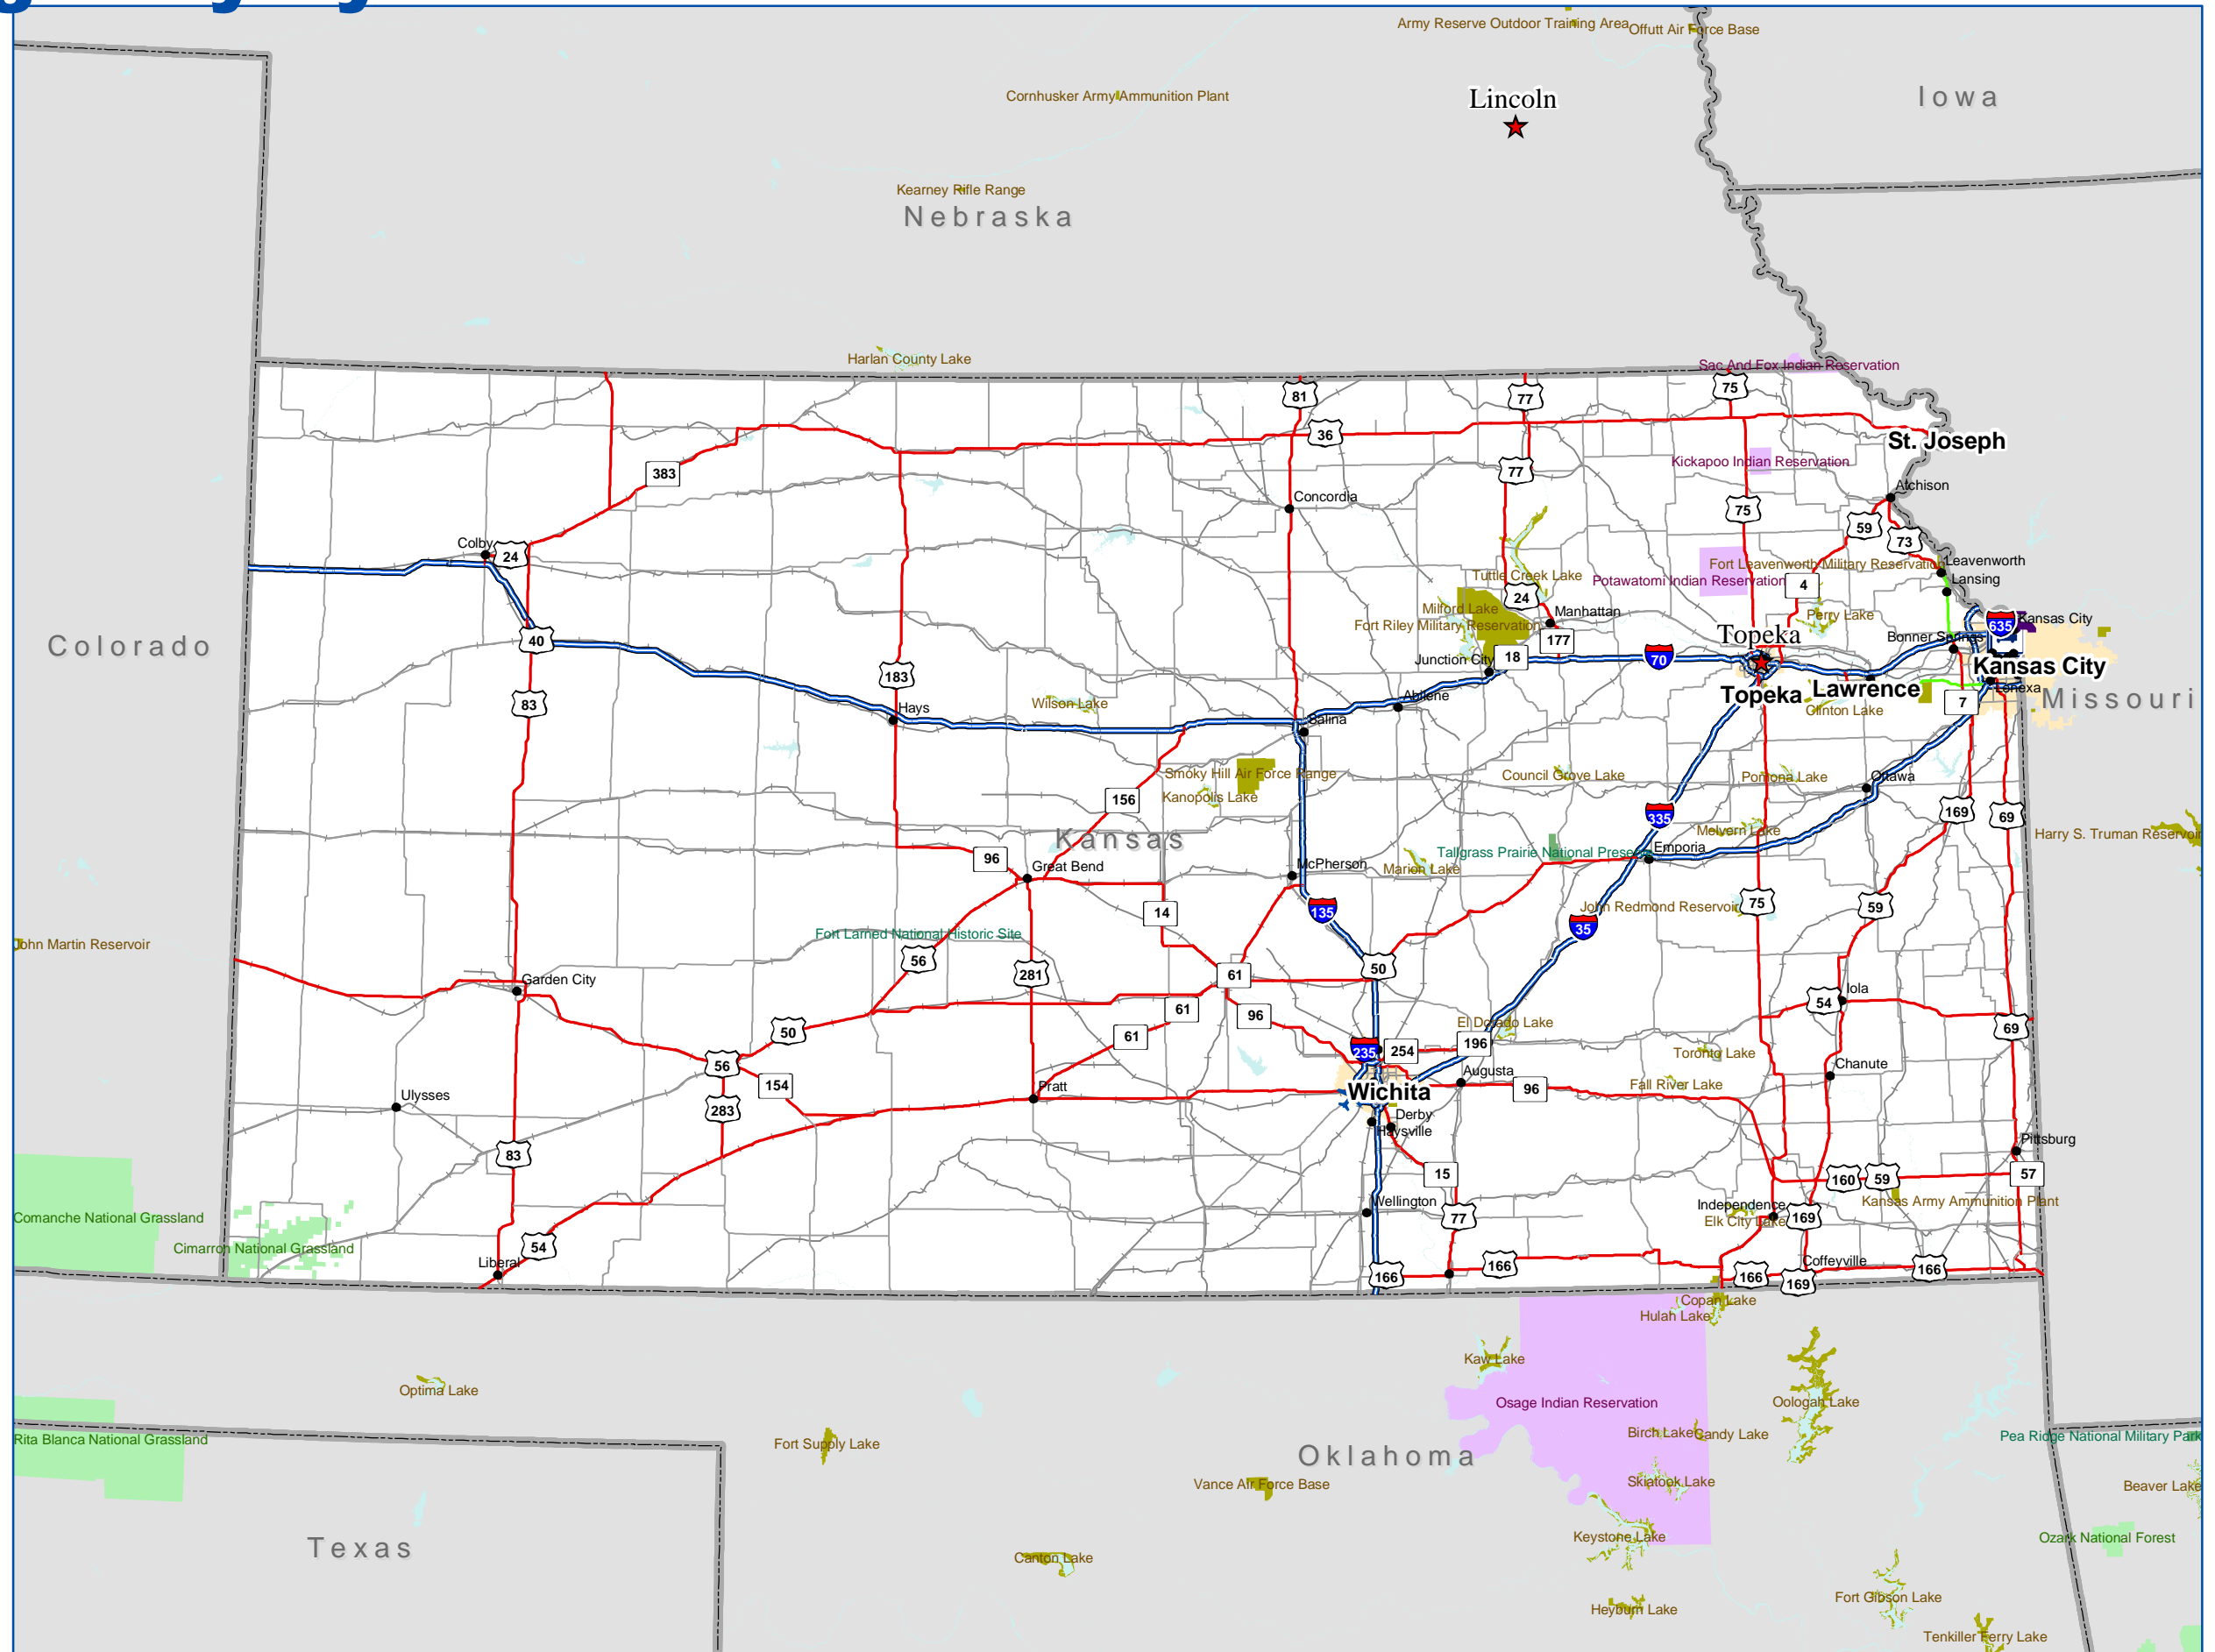 Army Reserve Outdoor Training Area
Offutt Air Force Base
Cornhusker Army Ammunition Plant
Lincoln
Iowa
Kearney Rifle Range
Nebraska
Harlan County Lake
Sac And Fox Indian Reservation
81
77
75
36
St. Joseph
383
77
Kickapoo Indian Reservation
Atchison
Concordia
75
59
73
Colby
24
Leavenworth
Fort Leavenworth Military Reservation
Tuttle Creek Lake
Potawatomi Indian Reservation
Lansing
4
24
Milford Lake
Manhattan
Perry Lake
Kansas City
Fort Riley Military Reservation
635
Topeka
Bonner Springs
Colorado
40
177
18
70
Junction City
Kansas City
183
Topeka
Lawrence
Lenexa
Missouri
83
Hays
Wilson Lake
Abilene
7
Clinton Lake
Salina
Smoky Hill Air Force Range
Council Grove Lake
Pomona Lake
Ottawa
Kanopolis Lake
156
335
169
69
Kansas
Melvern Lake
Harry S. Truman Reservoir
Emporia
96
Tallgrass Prairie National Preserve
Great Bend
McPherson
Marion Lake
14
135
John Redmond Reservoir
75
59
35
John Martin Reservoir
Fort Larned National Historic Site
56
281
61
50
Garden City
Iola
54
61
96
50
61
El Dorado Lake
69
56
235
254
196
Toronto Lake
154
Pratt
Augusta
Chanute
Ulysses
Wichita
96
Fall River Lake
283
Derby
Haysville
83
Pittsburg
15
160
59
57
Wellington
Independence
Kansas Army Ammunition Plant
Comanche National Grassland
77
Elk City Lake
169
Cimarron National Grassland
54
Liberal
166
166
166
169
Coffeyville
166
Copan Lake
Hulah Lake
Kaw Lake
Optima Lake
Osage Indian Reservation
Oologah Lake
Rita Blanca National Grassland
Fort Supply Lake
Birch Lake
Candy Lake
Pea Ridge National Military Park
Oklahoma
Vance Air Force Base
Skiatook Lake
Beaver Lake
Texas
Keystone Lake
Ozark National Forest
Canton Lake
Heyburn Lake
Fort Gibson Lake
Tenkiller Ferry Lake